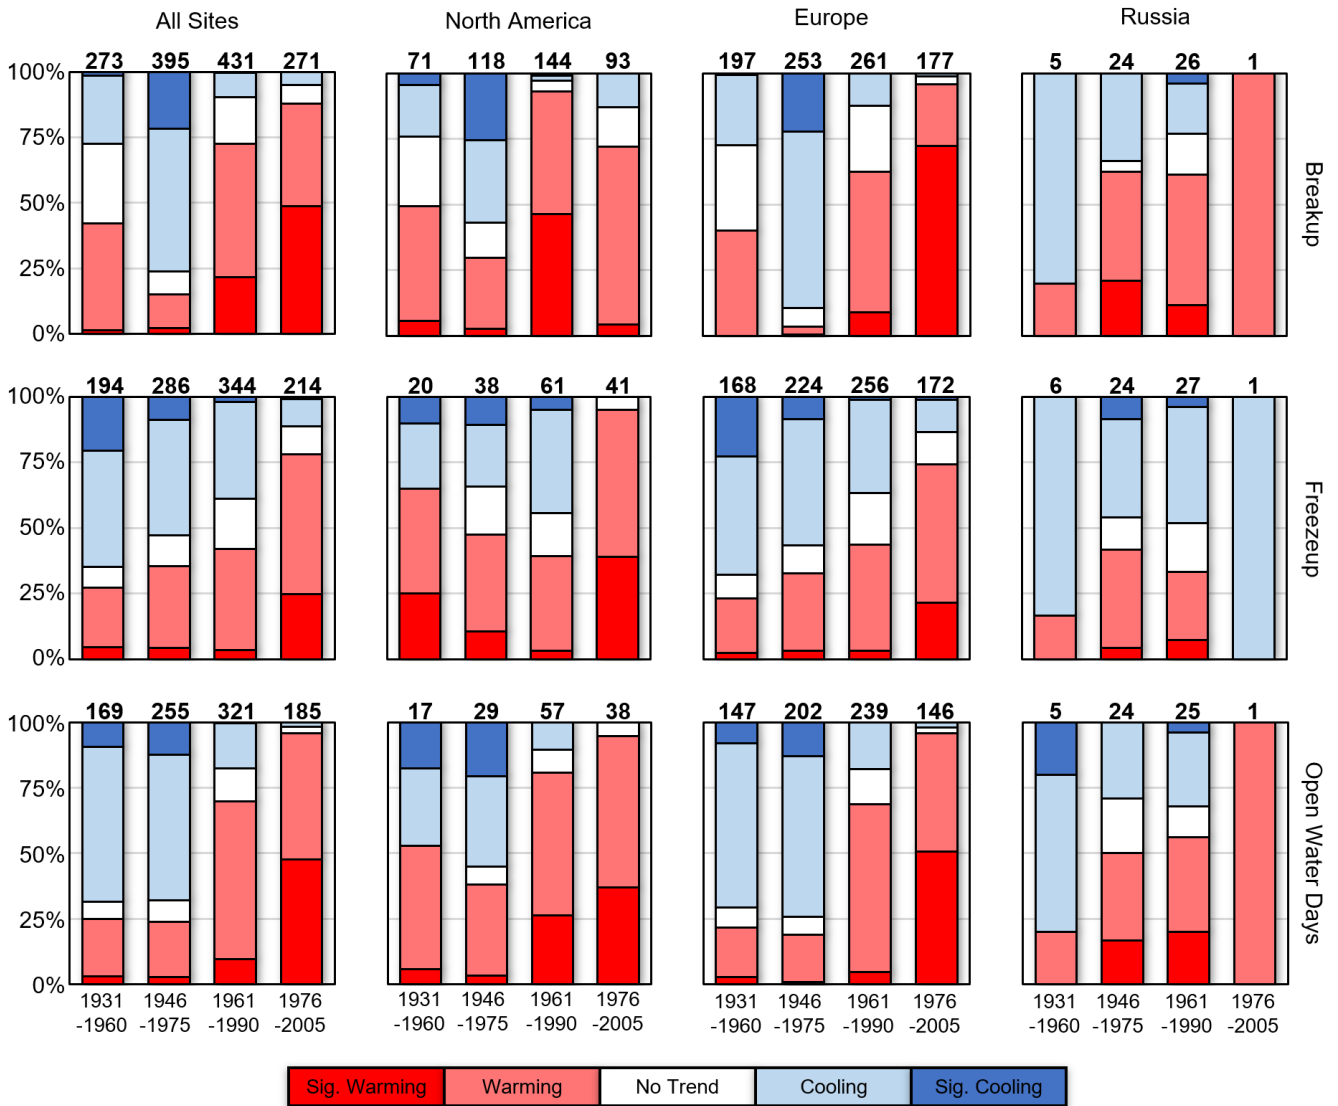 All Sites North America Europe Russia
273 395 431 271 71 118 144 93 197 253 261 177 5 24 26 1
100%
75%
50%
25%
0%
Breakup
194 286 344 214 20 38 61 41 168 224 256 172 6 24 27 1
100%
75%
50%
25%
0%
Freezeup
169 255 321 185 17 29 57 38 147 202 239 146 5 24 25 1
100%
75%
50%
25%
0%
Open Water Days
1931 1946 1961 1976 1931 1946 1961 1976 1931 1946 1961 1976 1931 1946 1961 1976
-1960 -1975 -1990 -2005 -1960 -1975 -1990 -2005 -1960 -1975 -1990 -2005 -1960 -1975 -1990 -2005
Sig. Warming Warming No Trend Cooling Sig. Cooling